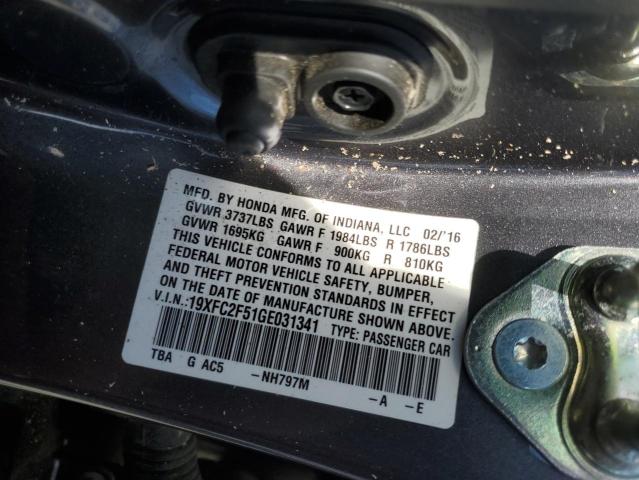 MFD. BY HONDA MFG. OF INDIANA, LLC 02/'16
GVWR 3737LBS GAWR F 1984LBS R 1786LBS
GVWR 1695KG GAWR F 900KG R 810KG
THIS VEHICLE CONFORMS TO ALL APPLICABLE
FEDERAL MOTOR VEHICLE SAFETY, BUMPER,
AND THEFT PREVENTION STANDARDS IN EFFECT
ON THE DATE OF MANUFACTURE SHOWN ABOVE.
V.I.N.:19XFC2F51GE031341 TYPE: PASSENGER CAR
TBA G AC5 -NH797M -A -E